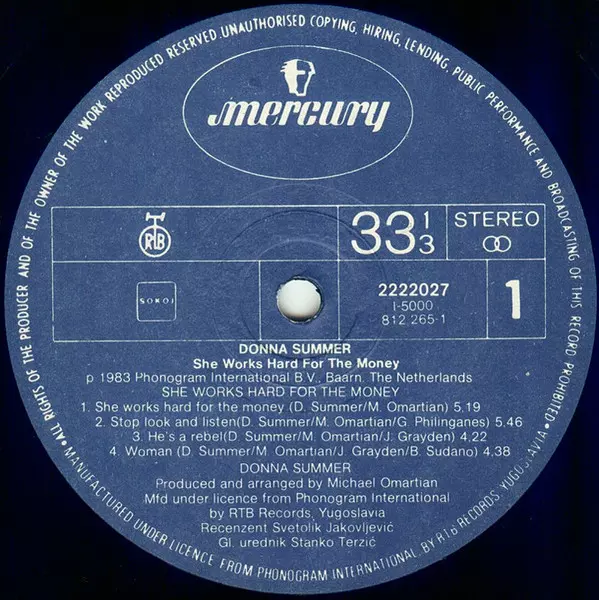 ALL RIGHTS OF THE PRODUCER AND OF THE OWNER OF THE WORK REPRODUCED RESERVED. UNAUTHORISED COPYING, HIRING, LENDING, PUBLIC PERFORMANCE AND BROADCASTING OF THIS RECORD PROHIBITED
mercury
RTB
33 1/3
STEREO
SOKOJ
2222027
I-5000
812 265-1
1
DONNA SUMMER
She Works Hard For The Money
p 1983 Phonogram International B.V., Baarn. The Netherlands
SHE WORKS HARD FOR THE MONEY
1. She works hard for the money (D. Summer/M. Omartian) 5.19
2. Stop look and listen(D. Summer/M. Omartian/G. Philinganes) 5.46
3. He's a rebel(D. Summer/M. Omartian/J. Grayden) 4.22
4. Woman (D. Summer/M. Omartian/J. Grayden/B. Sudano) 4.38
DONNA SUMMER
Produced and arranged by Michael Omartian
Mfd under licence from Phonogram International
by RTB Records, Yugoslavia
Recenzent Svetolik Jakovljević
Gl. urednik Stanko Terzić
MANUFACTURED UNDER LICENCE FROM PHONOGRAM INTERNATIONAL BY RTB RECORDS, YUGOSLAVIA